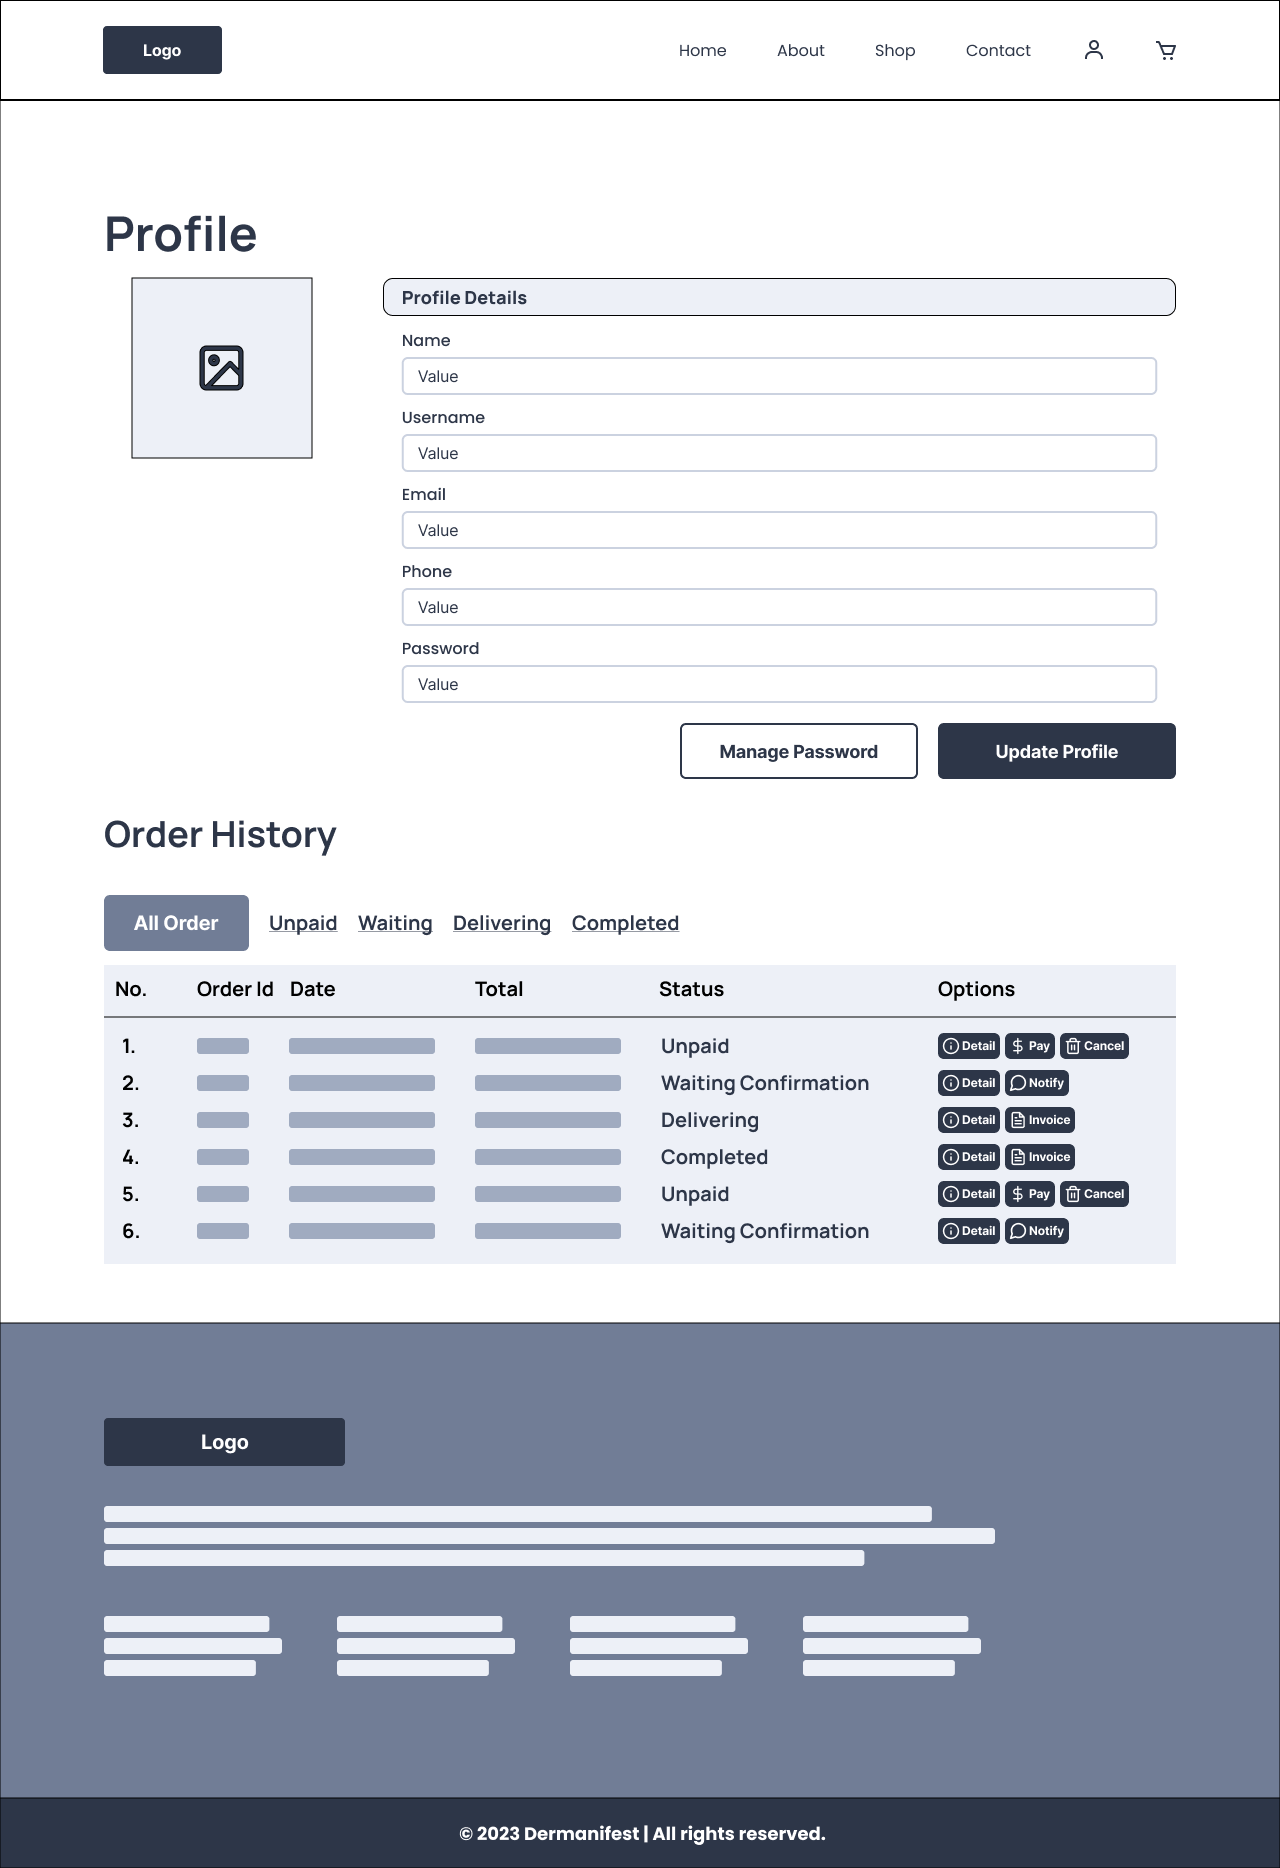 Logo Home About Shop Contact
Profile
Profile Details
Name
Value
Username
Value
Email
Value
Phone
Value
Password
Value
Manage Password Update Profile
Order History
All Order Unpaid Waiting Delivering Completed
No. Order Id Date Total Status Options
1. Unpaid Detail Pay Cancel
2. Waiting Confirmation Detail Notify
3. Delivering Detail Invoice
4. Completed Detail Invoice
5. Unpaid Detail Pay Cancel
6. Waiting Confirmation Detail Notify
Logo
© 2023 Dermanifest | All rights reserved.